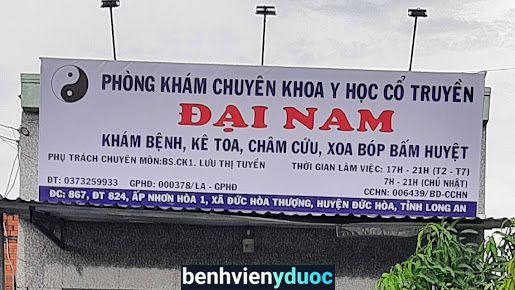 PHÒNG KHÁM CHUYÊN KHOA Y HỌC CỔ TRUYỀN
ĐẠI NAM
KHÁM BỆNH, KÊ TOA, CHÂM CỨU, XOA BÓP BẤM HUYỆT
PHỤ TRÁCH CHUYÊN MÔN:BS.CK1. LƯU THỊ TUYỀN
THỜI GIAN LÀM VIỆC: 17H - 21H (T2 - T7)
7H - 21H (CHỦ NHẬT)
ĐT: 0373259933 GPHĐ: 000378/LA - GPHĐ
CCHN: 006439/BD-CCHN
ĐC: 867, ĐT 824, ẤP NHƠN HÒA 1, XÃ ĐỨC HÒA THƯỢNG, HUYỆN ĐỨC HÒA, TỈNH LONG AN
benhvienyduoc